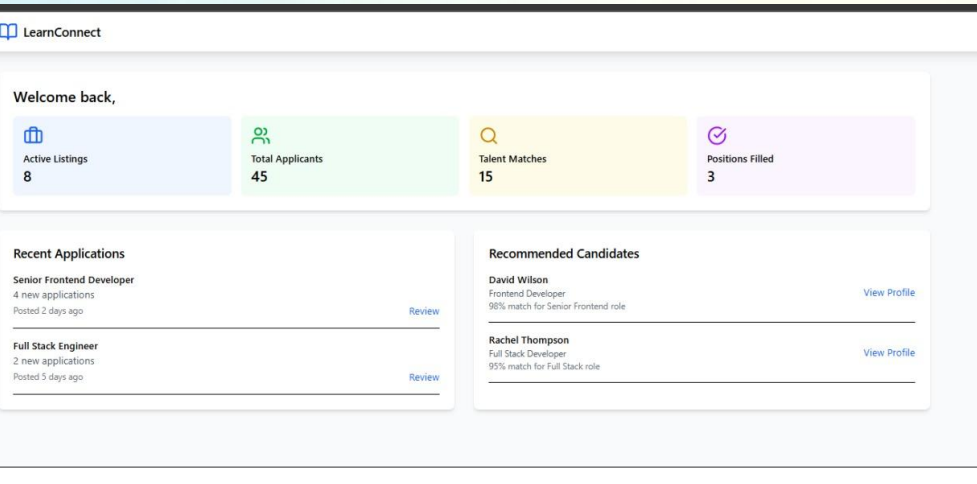 LearnConnect
Welcome back,
Active Listings
8
Total Applicants
45
Talent Matches
15
Positions Filled
3
Recent Applications
Senior Frontend Developer
4 new applications
Posted 2 days ago
Review
Full Stack Engineer
2 new applications
Posted 5 days ago
Review
Recommended Candidates
David Wilson
Frontend Developer
98% match for Senior Frontend role
View Profile
Rachel Thompson
Full Stack Developer
95% match for Full Stack role
View Profile